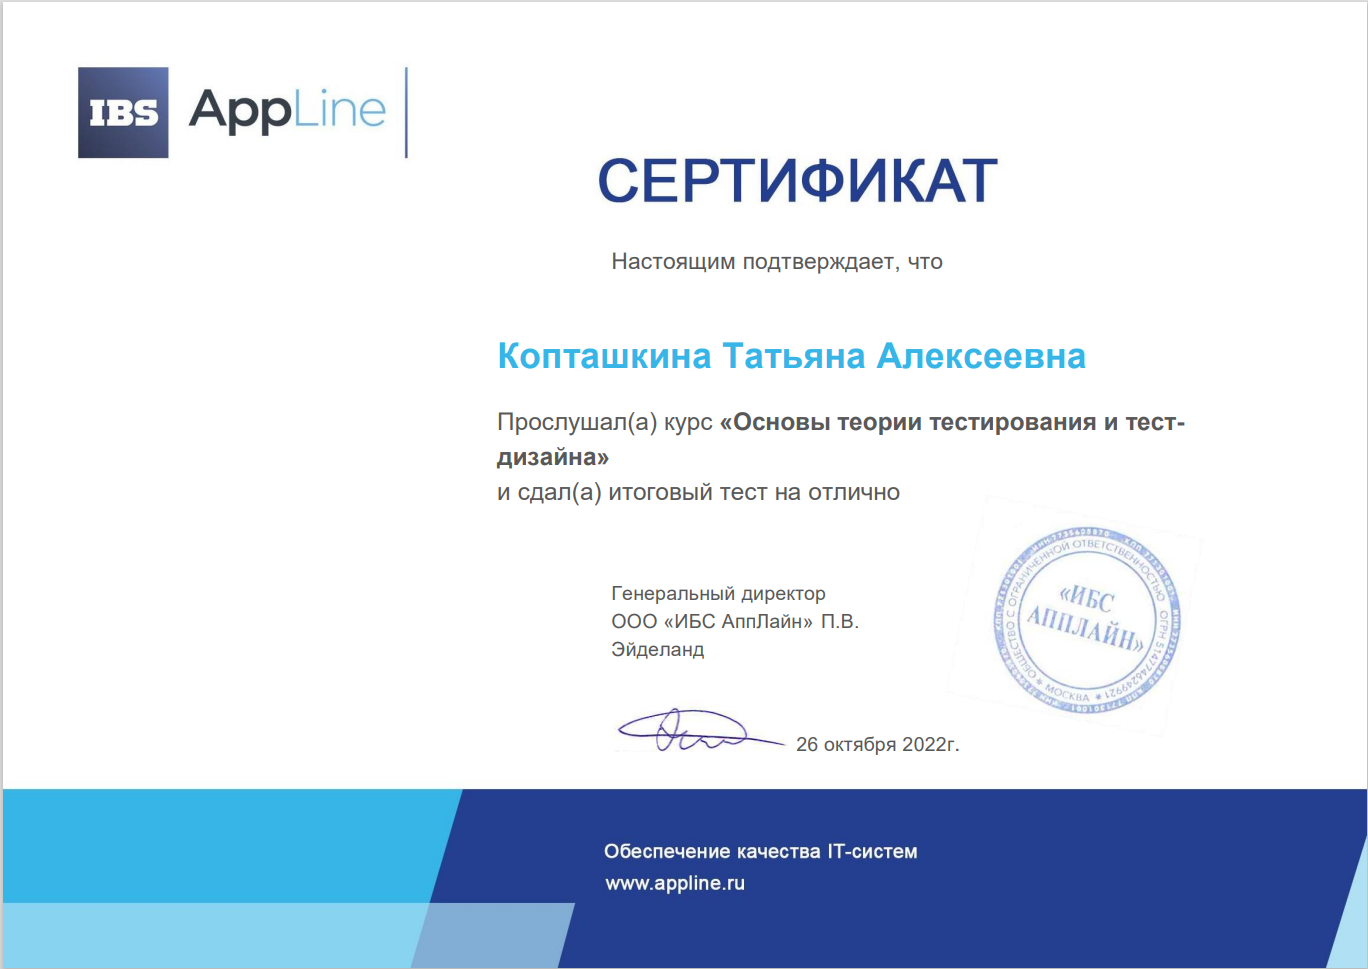 IBS AppLine
СЕРТИФИКАТ
Настоящим подтверждает, что
Копташкина Татьяна Алексеевна
Прослушал(а) курс «Основы теории тестирования и тест-
дизайна»
и сдал(а) итоговый тест на отлично
Генеральный директор
ООО «ИБС АппЛайн» П.В.
Эйделанд
26 октября 2022г.
ОБЩЕСТВО С ОГРАНИЧЕННОЙ ОТВЕТСТВЕННОСТЬЮ ОГРН 5147746249921
* МОСКВА *
«ИБС
АППЛАЙН»
Обеспечение качества IT-систем
www.appline.ru